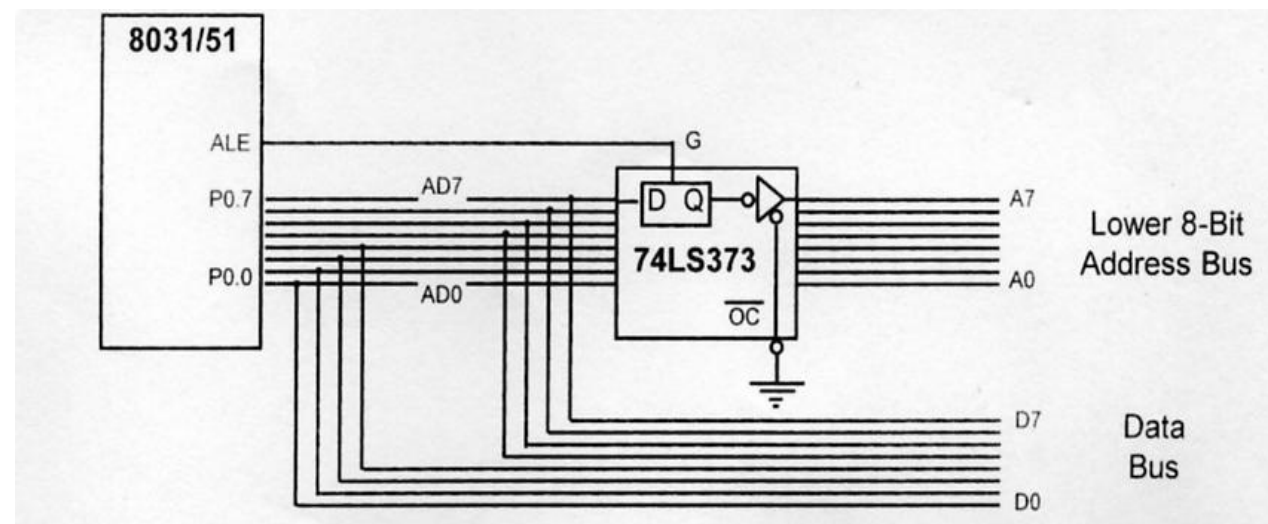 8031/51
ALE
G
P0.7
AD7
D Q
A7
Lower 8-Bit
Address Bus
74LS373
P0.0
AD0
A0
OC
D7
Data
Bus
D0